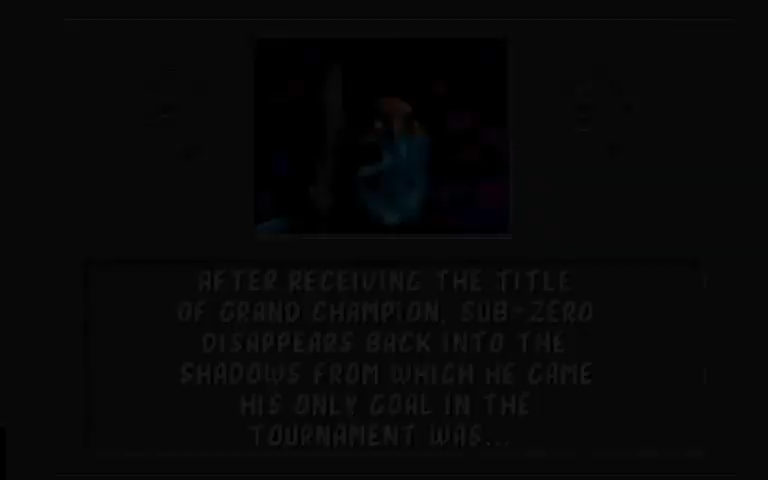 AFTER RECEIVING THE TITLE
OF GRAND CHAMPION, SUB-ZERO
DISAPPEARS BACK INTO THE
SHADOWS FROM WHICH HE CAME
HIS ONLY GOAL IN THE
TOURNAMENT WAS...